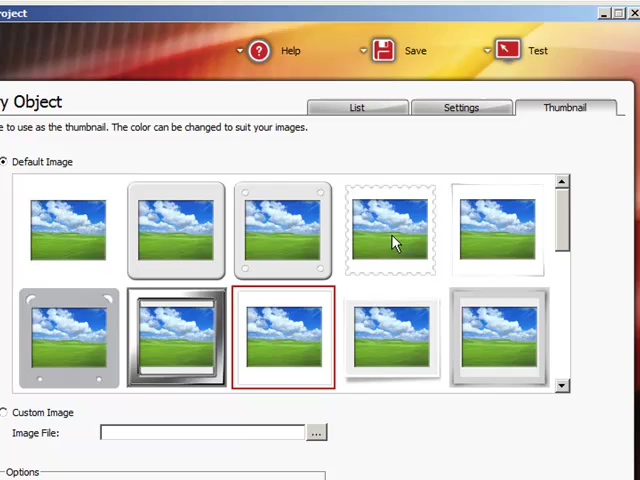 roject
Help
Save
Test
y Object
List
Settings
Thumbnail
e to use as the thumbnail. The color can be changed to suit your images.
Default Image
Custom Image
Image File:
...
Options